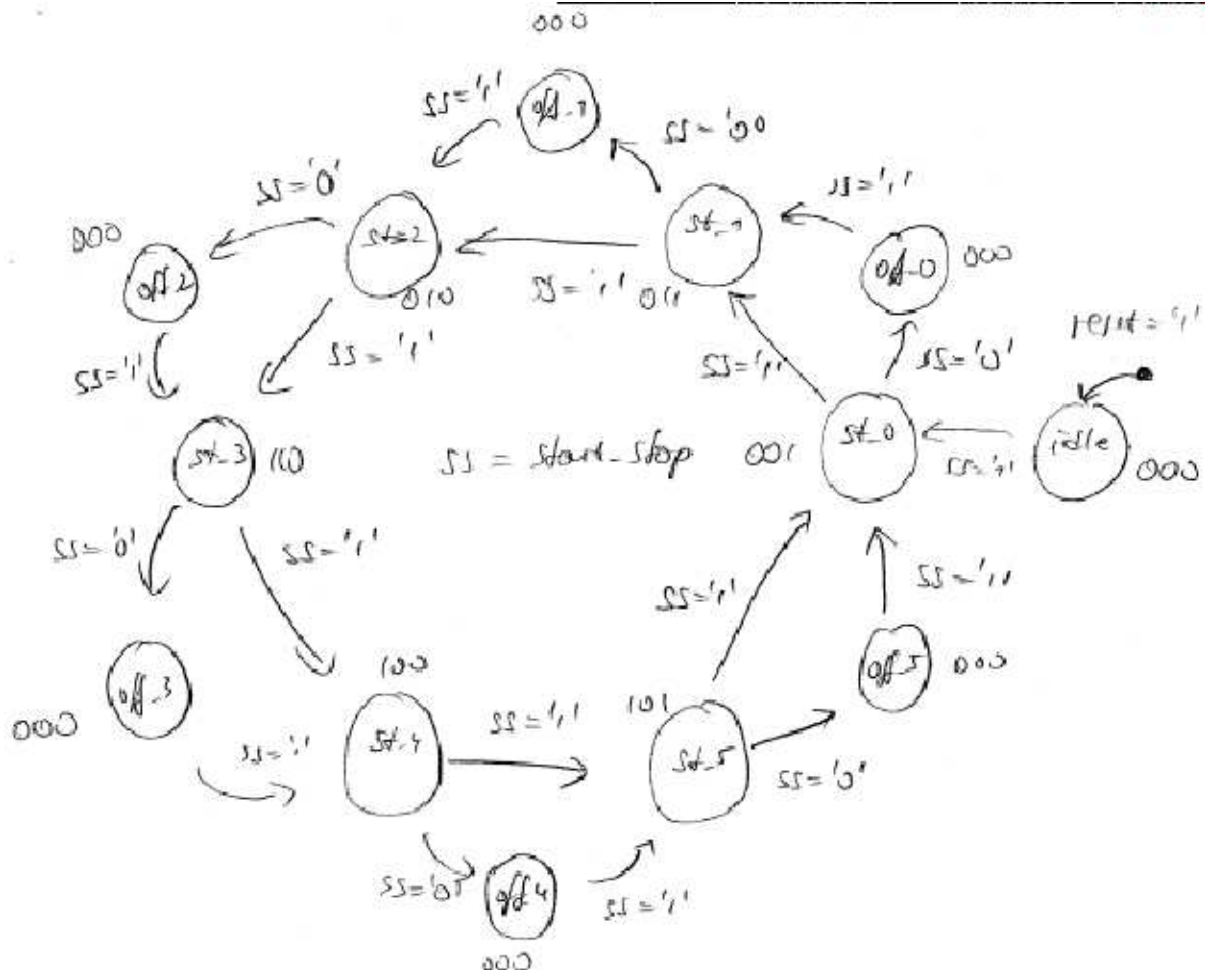 000
off_1
ss='1'
ss='0'
ss='1'
ss='0'
st_1
st_2
off_0
000
000
off_2
010
ss='1'
011
reset='1'
ss='1'
ss='1'
ss='1'
ss='0'
st_3
110
ss = start_stop
001
st_0
ss='1'
idle
000
ss='0'
ss='1'
ss='1'
ss='1'
off_3
000
100
ss='1'
st_4
ss='1'
101
st_5
off_5
000
ss='0'
ss='0'
off_4
ss='1'
000